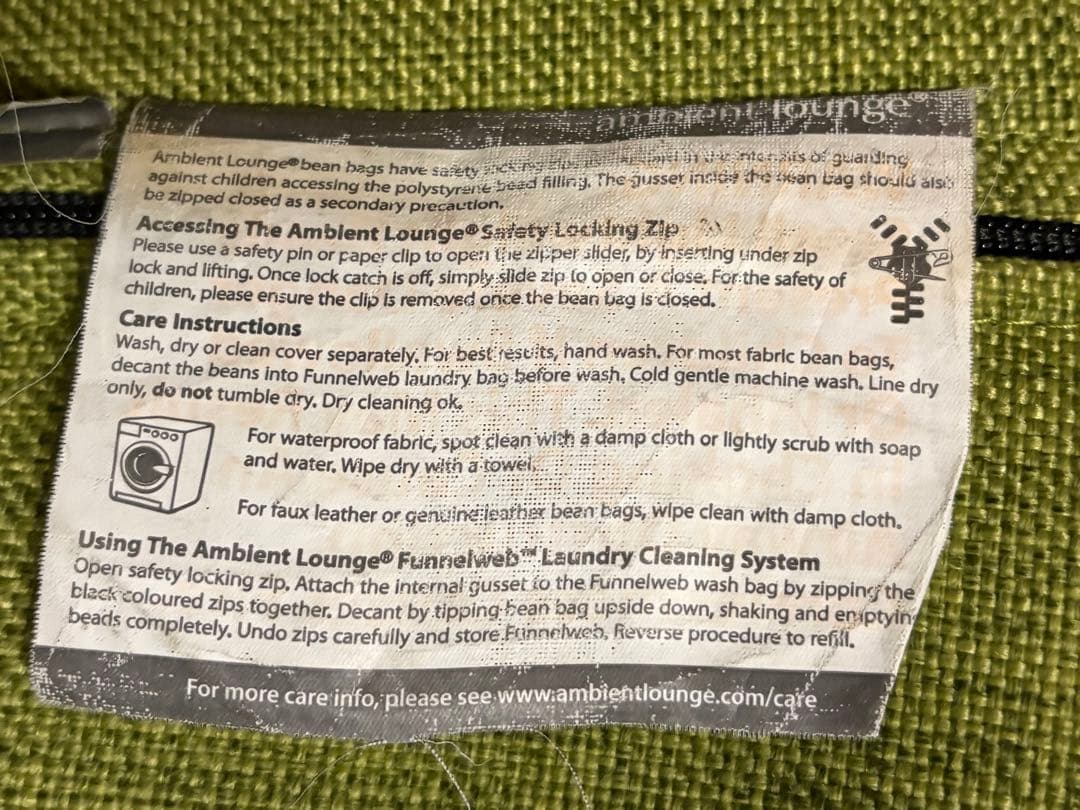 ambient lounge®
Ambient Lounge® bean bags have safety locking zips in the interests of guarding
against children accessing the polystyrene bead filling. The gusset inside the bean bag should also
be zipped closed as a secondary precaution.
Accessing The Ambient Lounge® Safety Locking Zip
Please use a safety pin or paper clip to open the zipper slider, by inserting under zip
lock and lifting. Once lock catch is off, simply slide zip to open or close. For the safety of
children, please ensure the clip is removed once the bean bag is closed.
Care Instructions
Wash, dry or clean cover separately. For best results, hand wash. For most fabric bean bags,
decant the beans into Funnelweb laundry bag before wash. Cold gentle machine wash. Line dry
only, do not tumble dry. Dry cleaning ok.
For waterproof fabric, spot clean with a damp cloth or lightly scrub with soap
and water. Wipe dry with a towel.
For faux leather or genuine leather bean bags, wipe clean with damp cloth.
Using The Ambient Lounge® Funnelweb™ Laundry Cleaning System
Open safety locking zip. Attach the internal gusset to the Funnelweb wash bag by zipping the
black coloured zips together. Decant by tipping bean bag upside down, shaking and emptyin
beads completely. Undo zips carefully and store Funnelweb. Reverse procedure to refill.
For more care info, please see www.ambientlounge.com/care